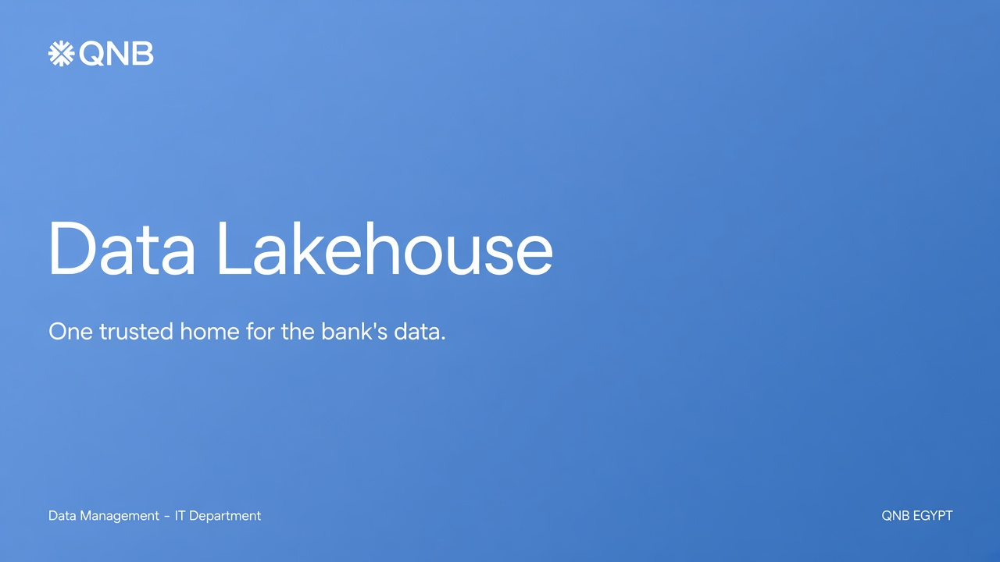 QNB
Data Lakehouse
One trusted home for the bank's data.
Data Management - IT Department
QNB EGYPT